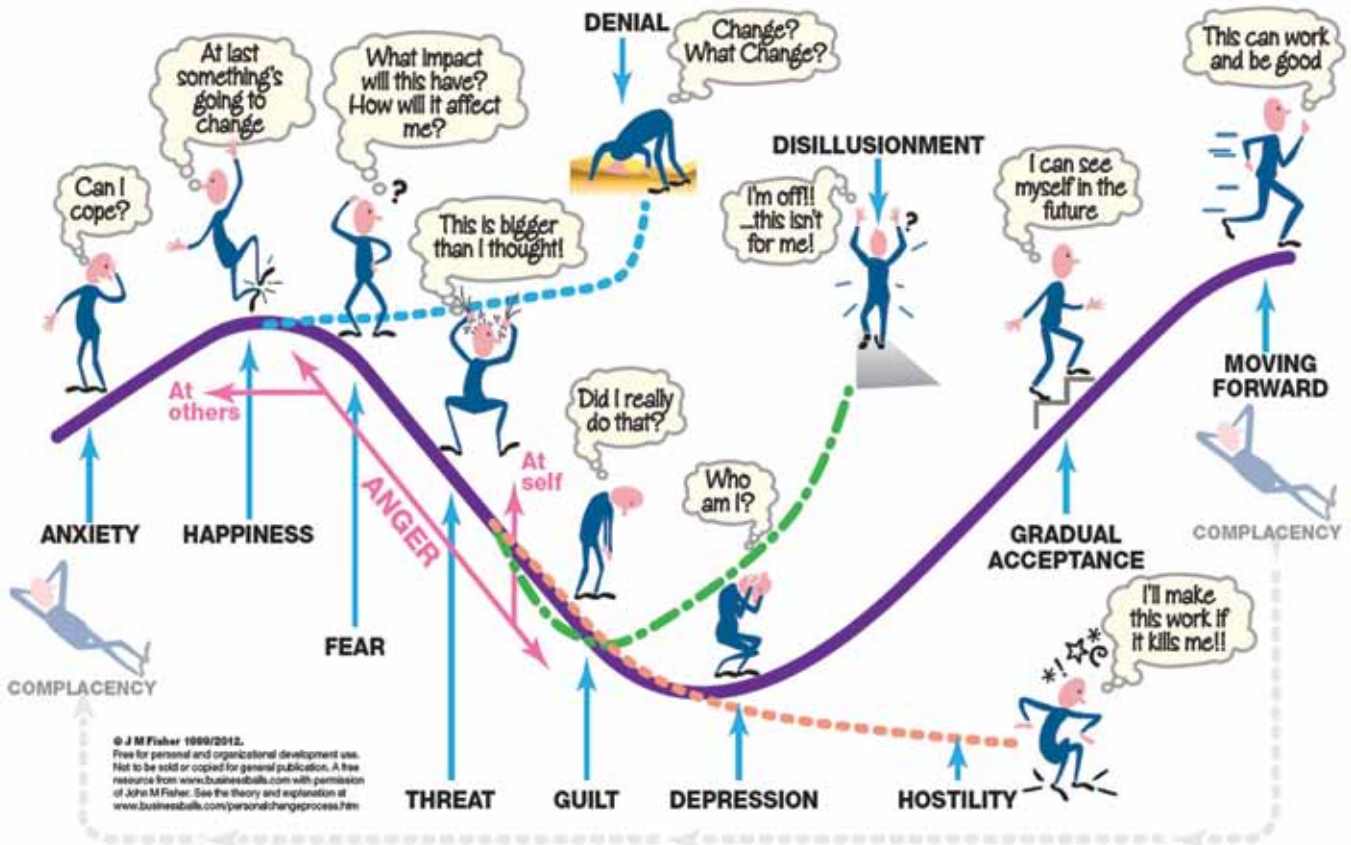 DENIAL
Change?
What Change?
This can work
and be good
At last
something's
going to
change
What impact
will this have?
How will it affect
me?
DISILLUSIONMENT
I can see
myself in the
future
Can I
cope?
?
I'm off!!
...this isn't
for me!
?
This is bigger
than I thought!
MOVING
FORWARD
At
others
Did I really
do that?
At
self
Who
am I?
ANGER
ANXIETY
HAPPINESS
GRADUAL
ACCEPTANCE
COMPLACENCY
I'll make
this work if
it kills me!!
FEAR
*!☆*
COMPLACENCY
© J M Fisher 1999/2012.
Free for personal and organizational development use.
Not to be sold or copied for general publication. A free
resource from www.businessballs.com with permission
of John M Fisher. See the theory and explanation at
www.businessballs.com/personalchangeprocess.htm
THREAT
GUILT
DEPRESSION
HOSTILITY